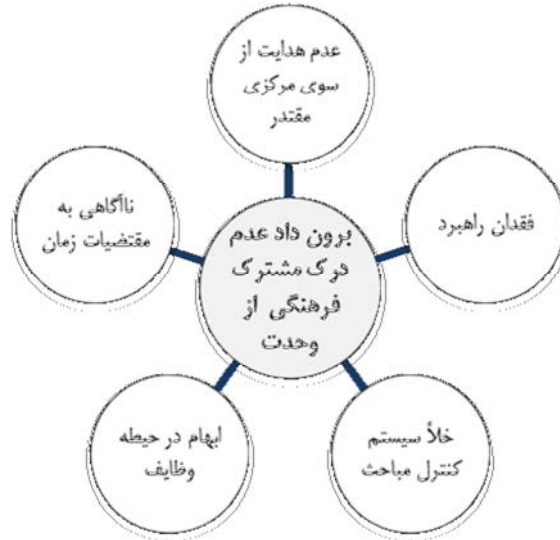 عدم هدایت از
سوی مرکزی
مقتدر
فقدان راهبرد
ناآگاهی به
مقتضیات زمان
برون داد عدم
درک مشترک
فرهنگی از
وحدت
خلأ سیستم
کنترل مباحث
ابهام در حیطه
وظایف